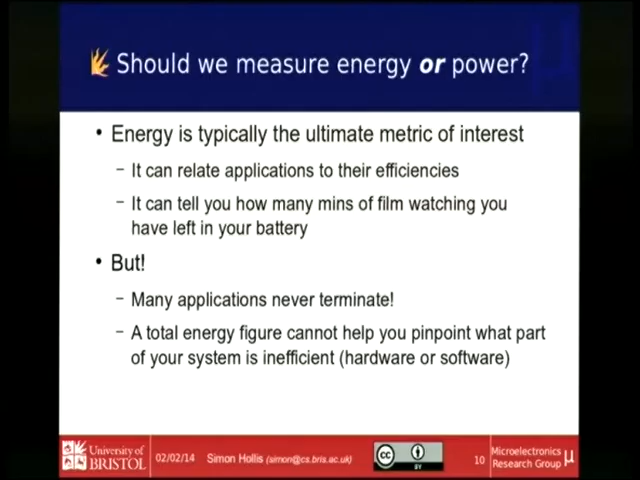 Should we measure energy or power?
• Energy is typically the ultimate metric of interest
– It can relate applications to their efficiencies
– It can tell you how many mins of film watching you
have left in your battery
• But!
– Many applications never terminate!
– A total energy figure cannot help you pinpoint what part
of your system is inefficient (hardware or software)
University of
BRISTOL
02/02/14
Simon Hollis (simon@cs.bris.ac.uk)
cc
BY
10
Microelectronics
Research Group
μ